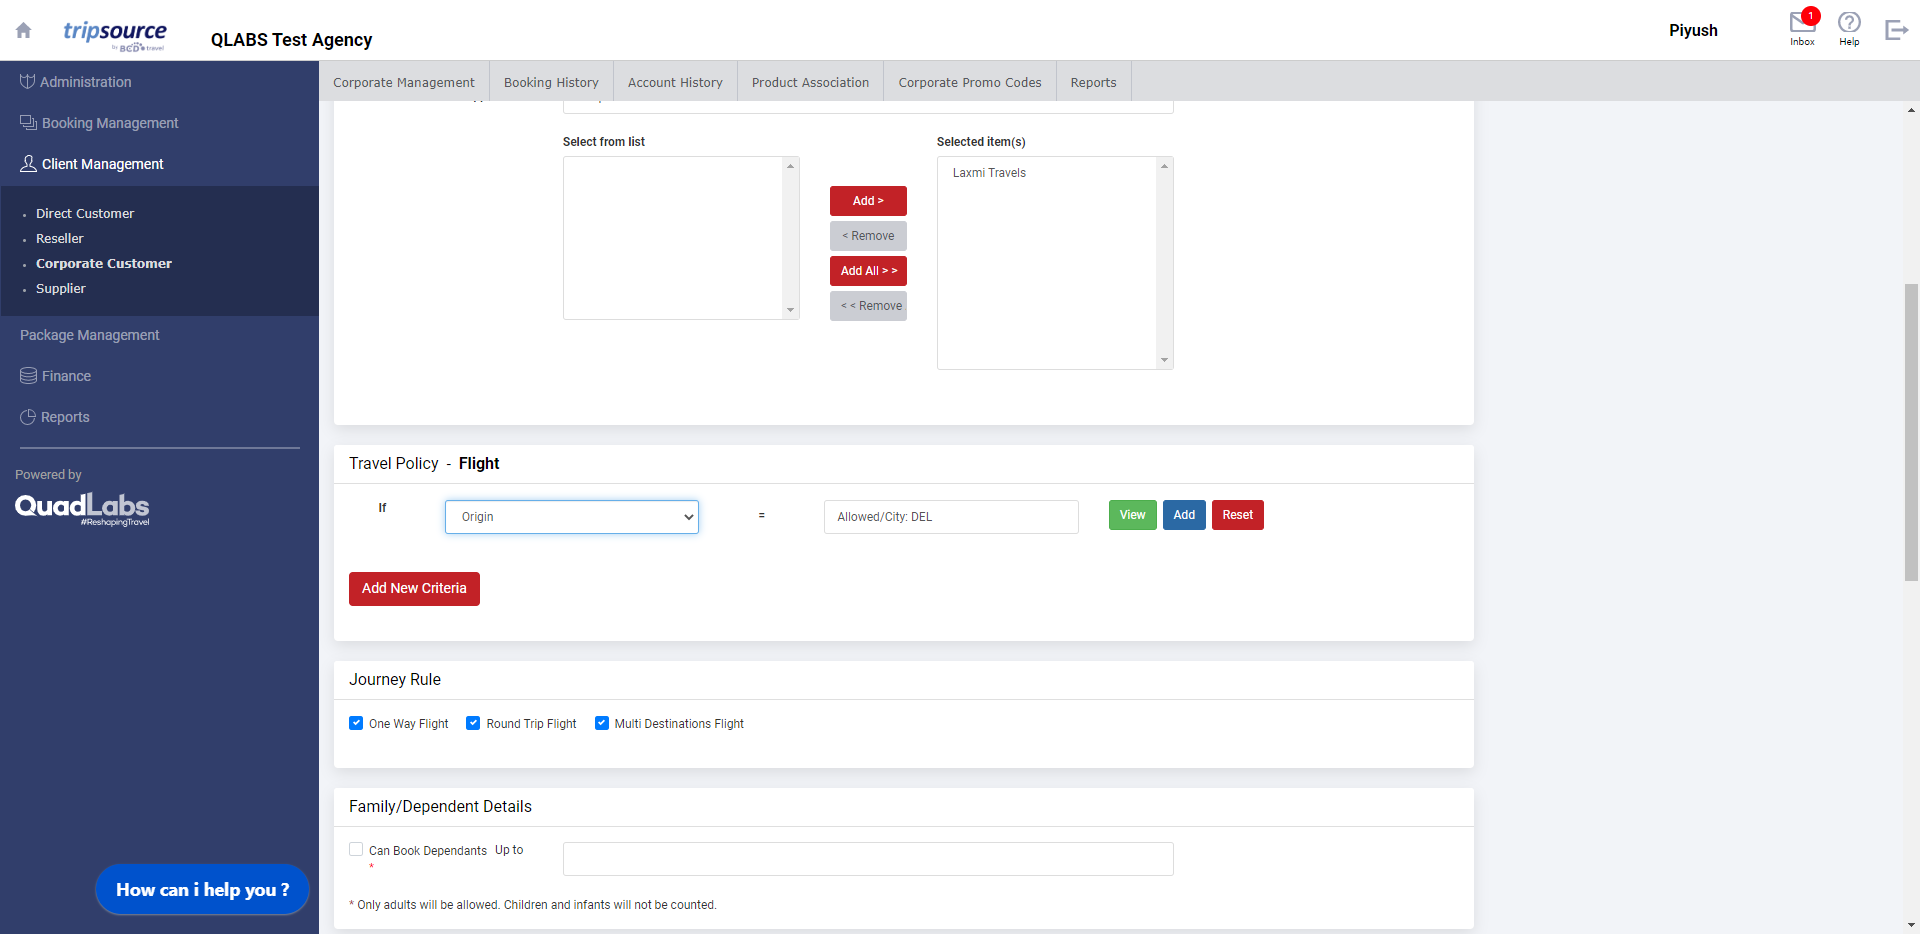 tripsource
by BCD travel
QLABS Test Agency
Piyush
1
Inbox
Help
Administration
Booking Management
Client Management
Direct Customer
Reseller
Corporate Customer
Supplier
Package Management
Finance
Reports
Powered by
QuadLabs
#ReshapingTravel
How can i help you ?
Corporate Management
Booking History
Account History
Product Association
Corporate Promo Codes
Reports
Select from list
Selected item(s)
Laxmi Travels
Add >
< Remove
Add All > >
< < Remove
Travel Policy - Flight
If
Origin
=
Allowed/City: DEL
View
Add
Reset
Add New Criteria
Journey Rule
One Way Flight
Round Trip Flight
Multi Destinations Flight
Family/Dependent Details
Can Book Dependants Up to
*
* Only adults will be allowed. Children and infants will not be counted.